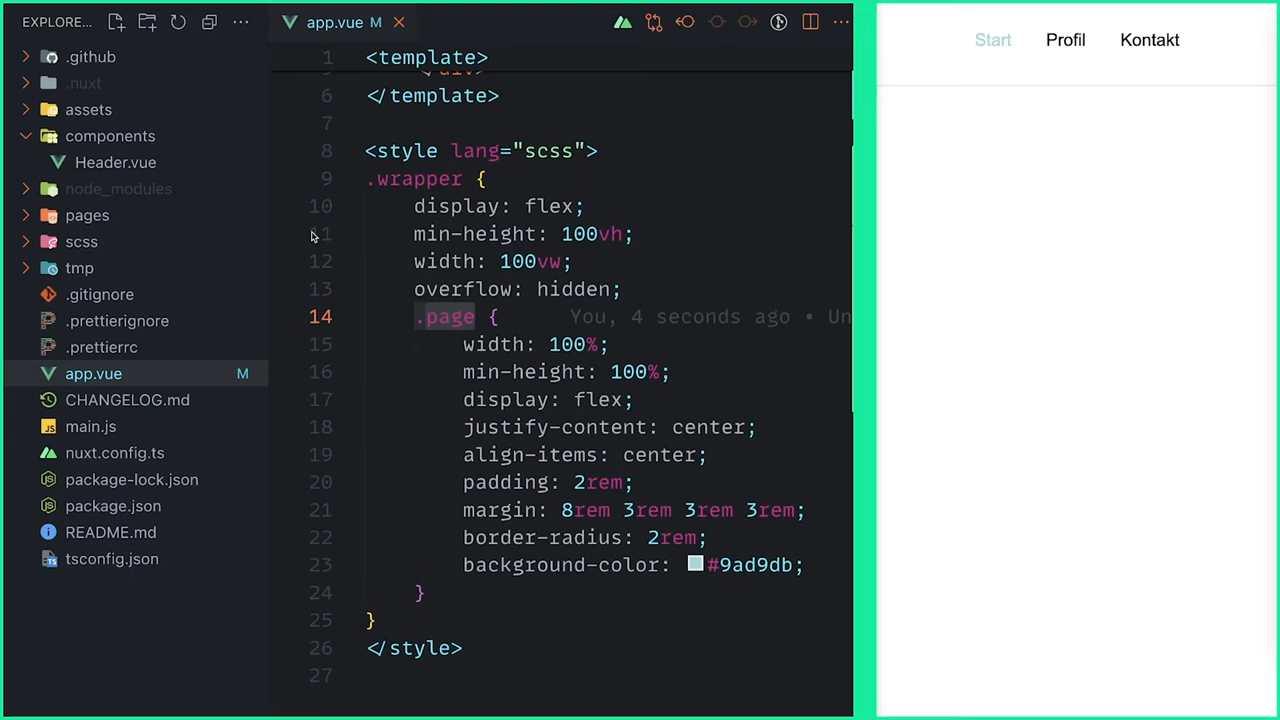 EXPLORE...
.github
.nuxt
assets
components
Header.vue
node_modules
pages
scss
tmp
.gitignore
.prettierignore
.prettierrc
app.vue M
CHANGELOG.md
main.js
nuxt.config.ts
package-lock.json
package.json
README.md
tsconfig.json
app.vue M
1 <template>
5 </div>
6 </template>
7
8 <style lang="scss">
9 .wrapper {
10 display: flex;
11 min-height: 100vh;
12 width: 100vw;
13 overflow: hidden;
14 .page { You, 4 seconds ago • Un
15 width: 100%;
16 min-height: 100%;
17 display: flex;
18 justify-content: center;
19 align-items: center;
20 padding: 2rem;
21 margin: 8rem 3rem 3rem 3rem;
22 border-radius: 2rem;
23 background-color: #9ad9db;
24 }
25 }
26 </style>
27
Start Profil Kontakt